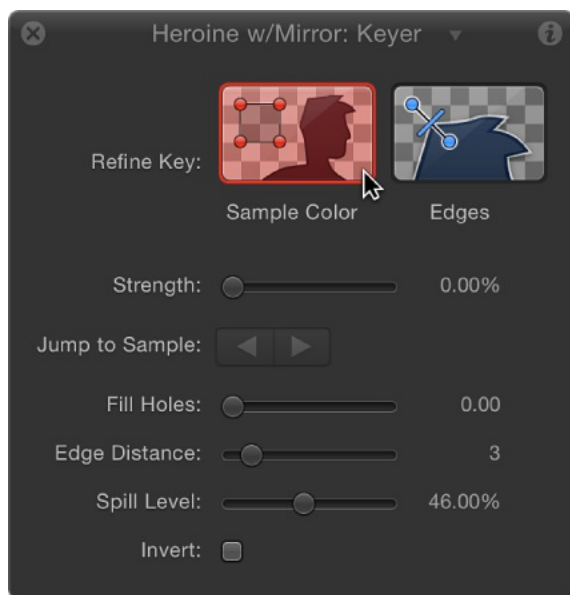 Heroine w/Mirror: Keyer
Refine Key:
Sample Color
Edges
Strength: 0.00%
Jump to Sample:
Fill Holes: 0.00
Edge Distance: 3
Spill Level: 46.00%
Invert: